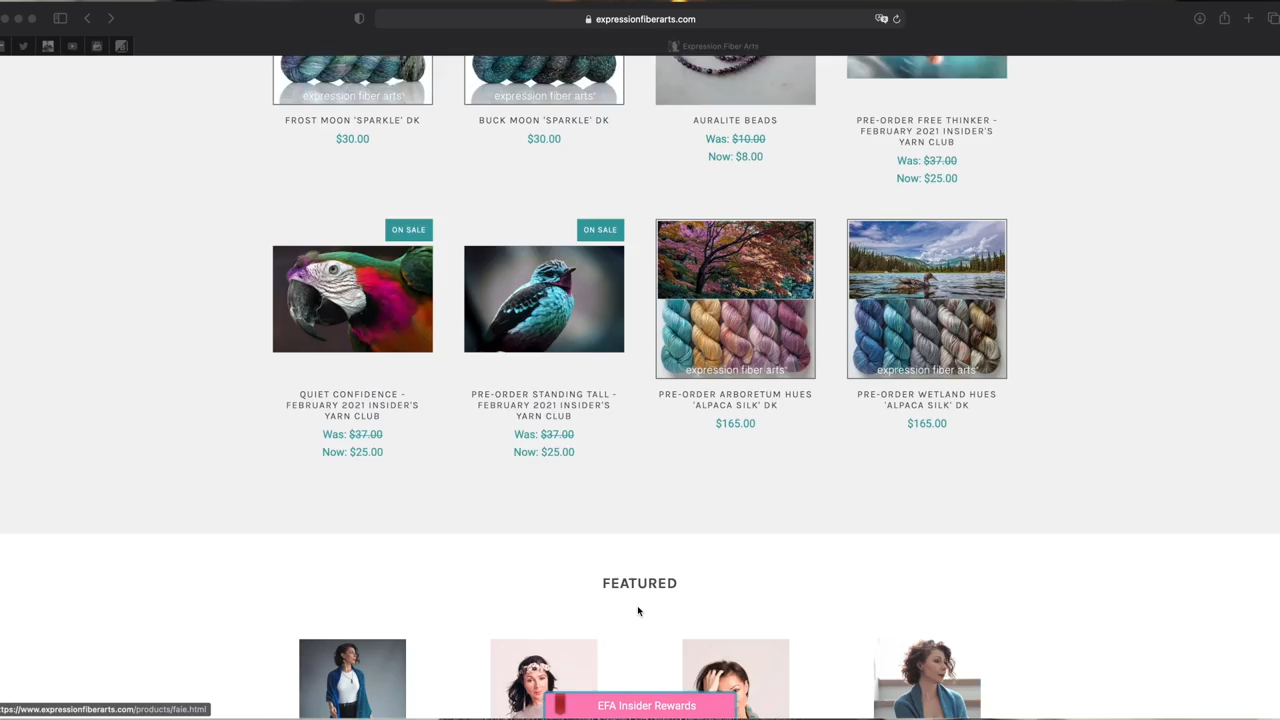 expressionfiberarts.com
Expression Fiber Arts
expression fiber arts®
expression fiber arts®
FROST MOON 'SPARKLE' DK
$30.00
BUCK MOON 'SPARKLE' DK
$30.00
AURALITE BEADS
Was: $10.00
Now: $8.00
PRE-ORDER FREE THINKER -
FEBRUARY 2021 INSIDER'S
YARN CLUB
Was: $37.00
Now: $25.00
ON SALE
ON SALE
expression fiber arts®
expression fiber arts®
QUIET CONFIDENCE -
FEBRUARY 2021 INSIDER'S
YARN CLUB
Was: $37.00
Now: $25.00
PRE-ORDER STANDING TALL -
FEBRUARY 2021 INSIDER'S
YARN CLUB
Was: $37.00
Now: $25.00
PRE-ORDER ARBORETUM HUES
'ALPACA SILK' DK
$165.00
PRE-ORDER WETLAND HUES
'ALPACA SILK' DK
$165.00
FEATURED
EFA Insider Rewards
ttps://www.expressionfiberarts.com/products/faie.html